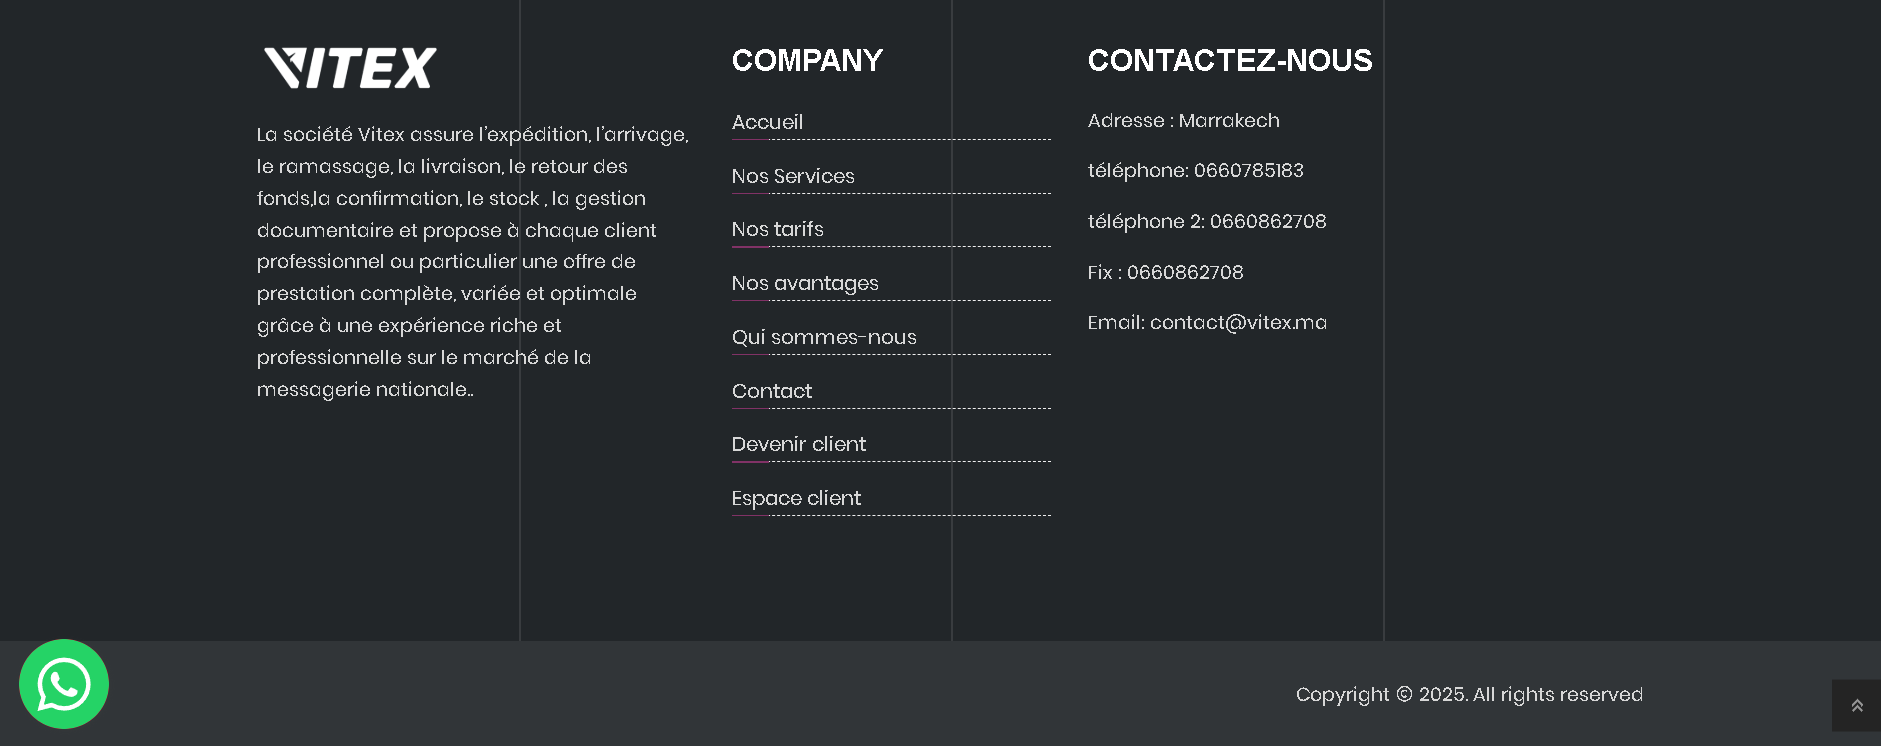 VITEX
La société Vitex assure l’expédition, l’arrivage,
le ramassage, la livraison, le retour des
fonds,la confirmation, le stock , la gestion
documentaire et propose à chaque client
professionnel ou particulier une offre de
prestation complète, variée et optimale
grâce à une expérience riche et
professionnelle sur le marché de la
messagerie nationale..
COMPANY
Accueil
Nos Services
Nos tarifs
Nos avantages
Qui sommes-nous
Contact
Devenir client
Espace client
CONTACTEZ-NOUS
Adresse : Marrakech
téléphone: 0660785183
téléphone 2: 0660862708
Fix : 0660862708
Email: contact@vitex.ma
Copyright © 2025. All rights reserved